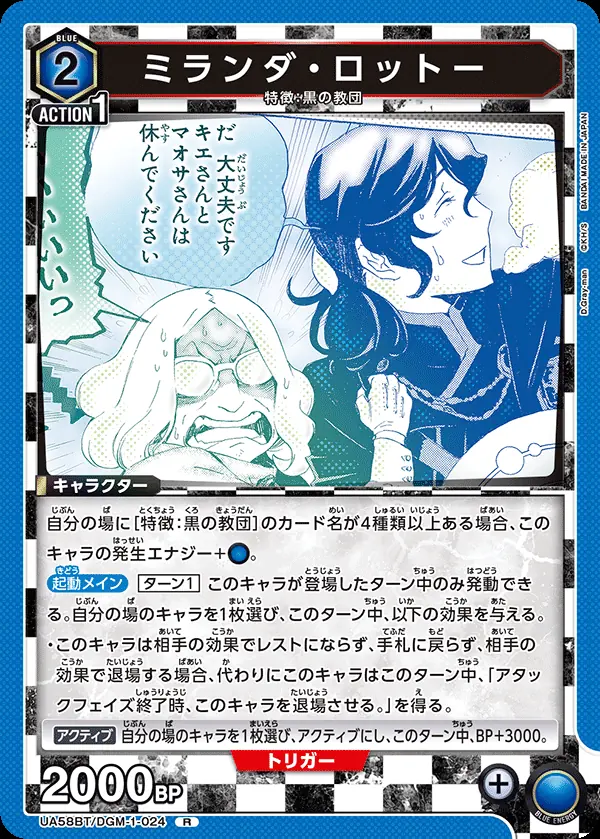 BLUE
2
ACTION 1
ミランダ・ロットー
特徴：黒の教団
だ 大丈夫です
キエさんと
マオサさんは
休んでください
いいいっ
D.Gray-man ©KH/S BANDAI MADE IN JAPAN
キャラクター
自分の場に[特徴：黒の教団]のカード名が4種類以上ある場合、この
キャラの発生エナジー+。
起動メイン ターン1 このキャラが登場したターン中のみ発動でき
る。自分の場のキャラを1枚選び、このターン中、以下の効果を与える。
・このキャラは相手の効果でレストにならず、手札に戻らず、相手の
効果で退場する場合、代わりにこのキャラはこのターン中、「アタッ
クフェイズ終了時、このキャラを退場させる。」を得る。
アクティブ 自分の場のキャラを1枚選び、アクティブにし、このターン中、BP+3000。
トリガー
2000BP
+
BLUE ENERGY
UA58BT/DGM-1-024 R